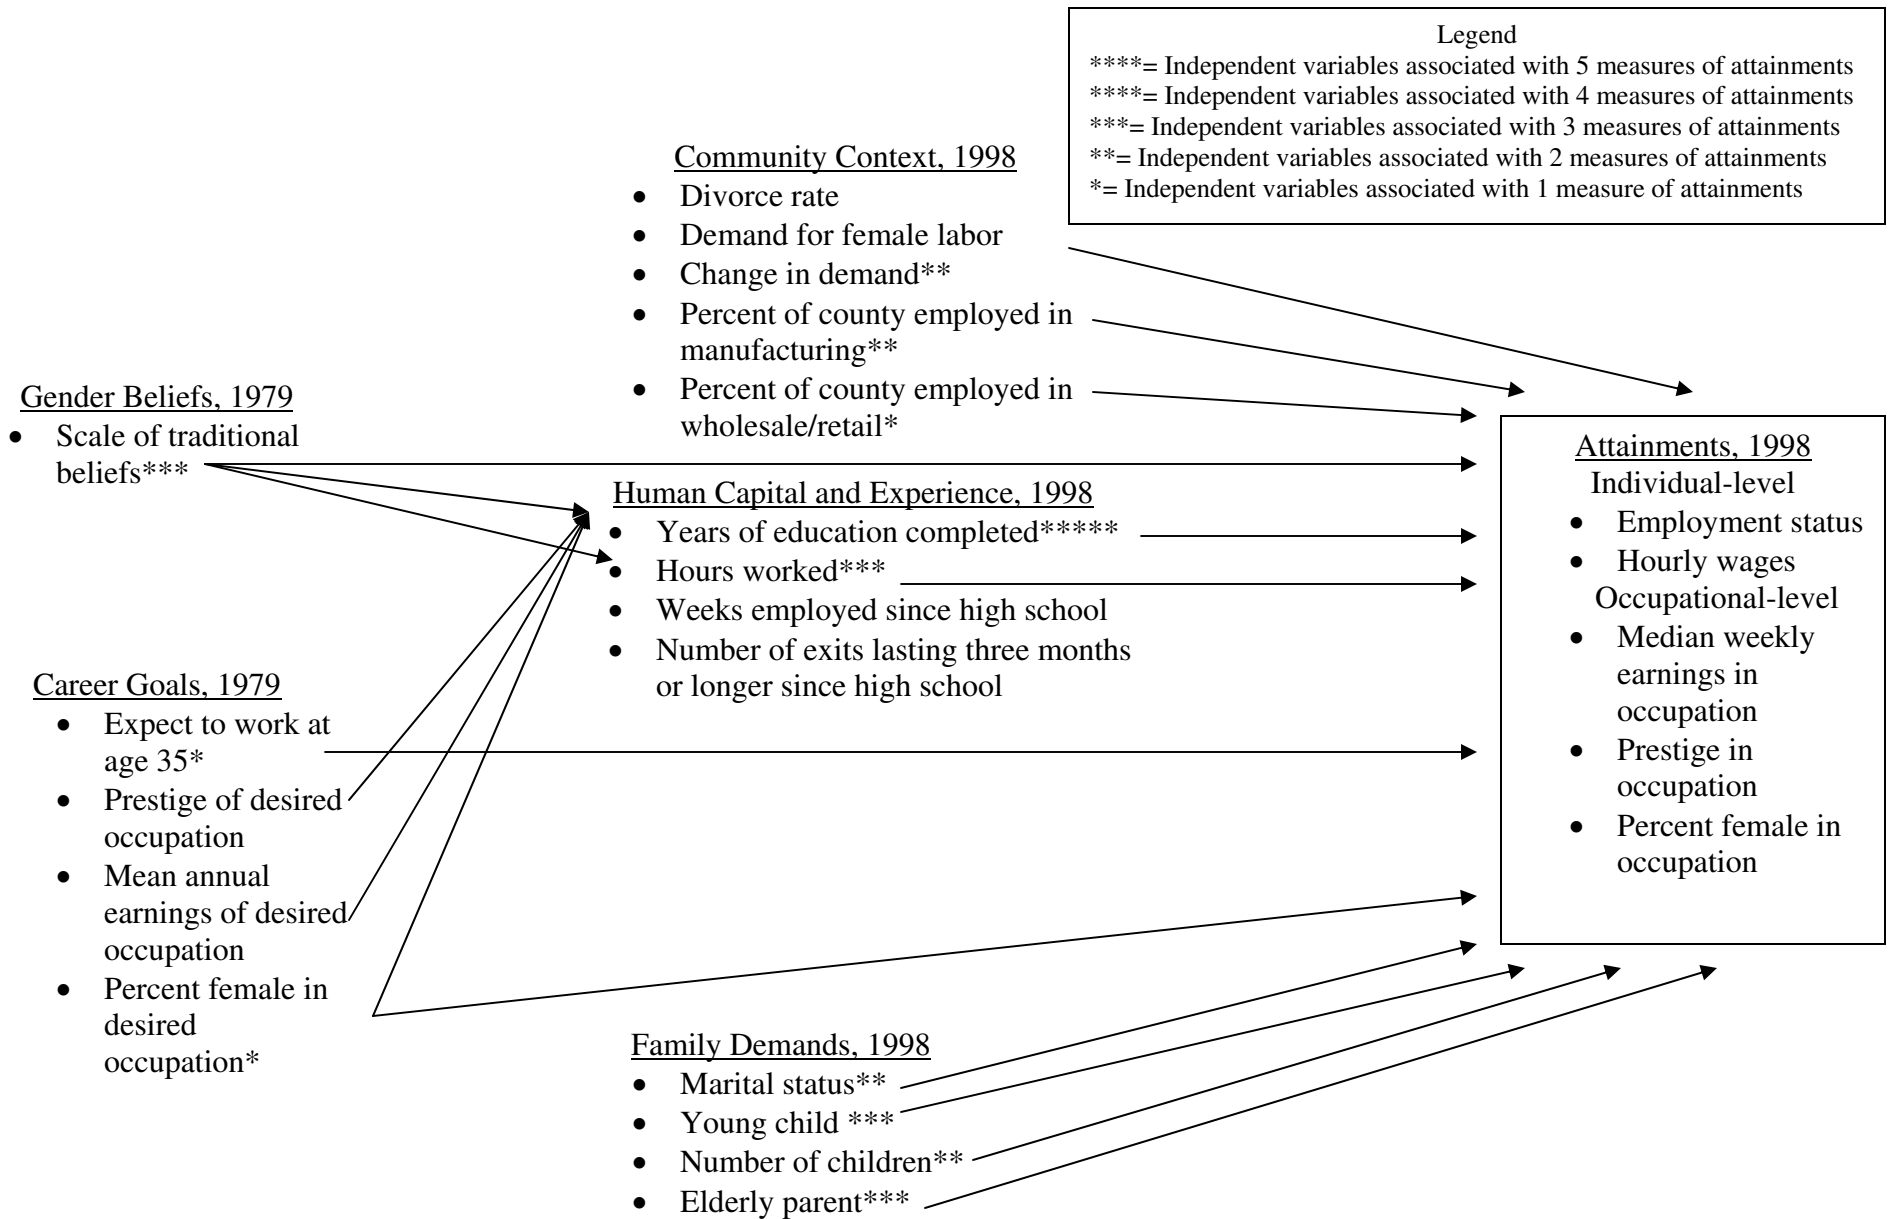 Legend
****= Independent variables associated with 5 measures of attainments
****= Independent variables associated with 4 measures of attainments
***= Independent variables associated with 3 measures of attainments
**= Independent variables associated with 2 measures of attainments
*= Independent variables associated with 1 measure of attainments
Community Context, 1998
• Divorce rate
• Demand for female labor
• Change in demand**
• Percent of county employed in
manufacturing**
• Percent of county employed in
wholesale/retail*
Gender Beliefs, 1979
• Scale of traditional
beliefs***
Human Capital and Experience, 1998
• Years of education completed*****
• Hours worked***
• Weeks employed since high school
• Number of exits lasting three months
or longer since high school
Career Goals, 1979
• Expect to work at
age 35*
• Prestige of desired
occupation
• Mean annual
earnings of desired
occupation
• Percent female in
desired
occupation*
Family Demands, 1998
• Marital status**
• Young child ***
• Number of children**
• Elderly parent***
Attainments, 1998
Individual-level
• Employment status
• Hourly wages
Occupational-level
• Median weekly
earnings in
occupation
• Prestige in
occupation
• Percent female in
occupation